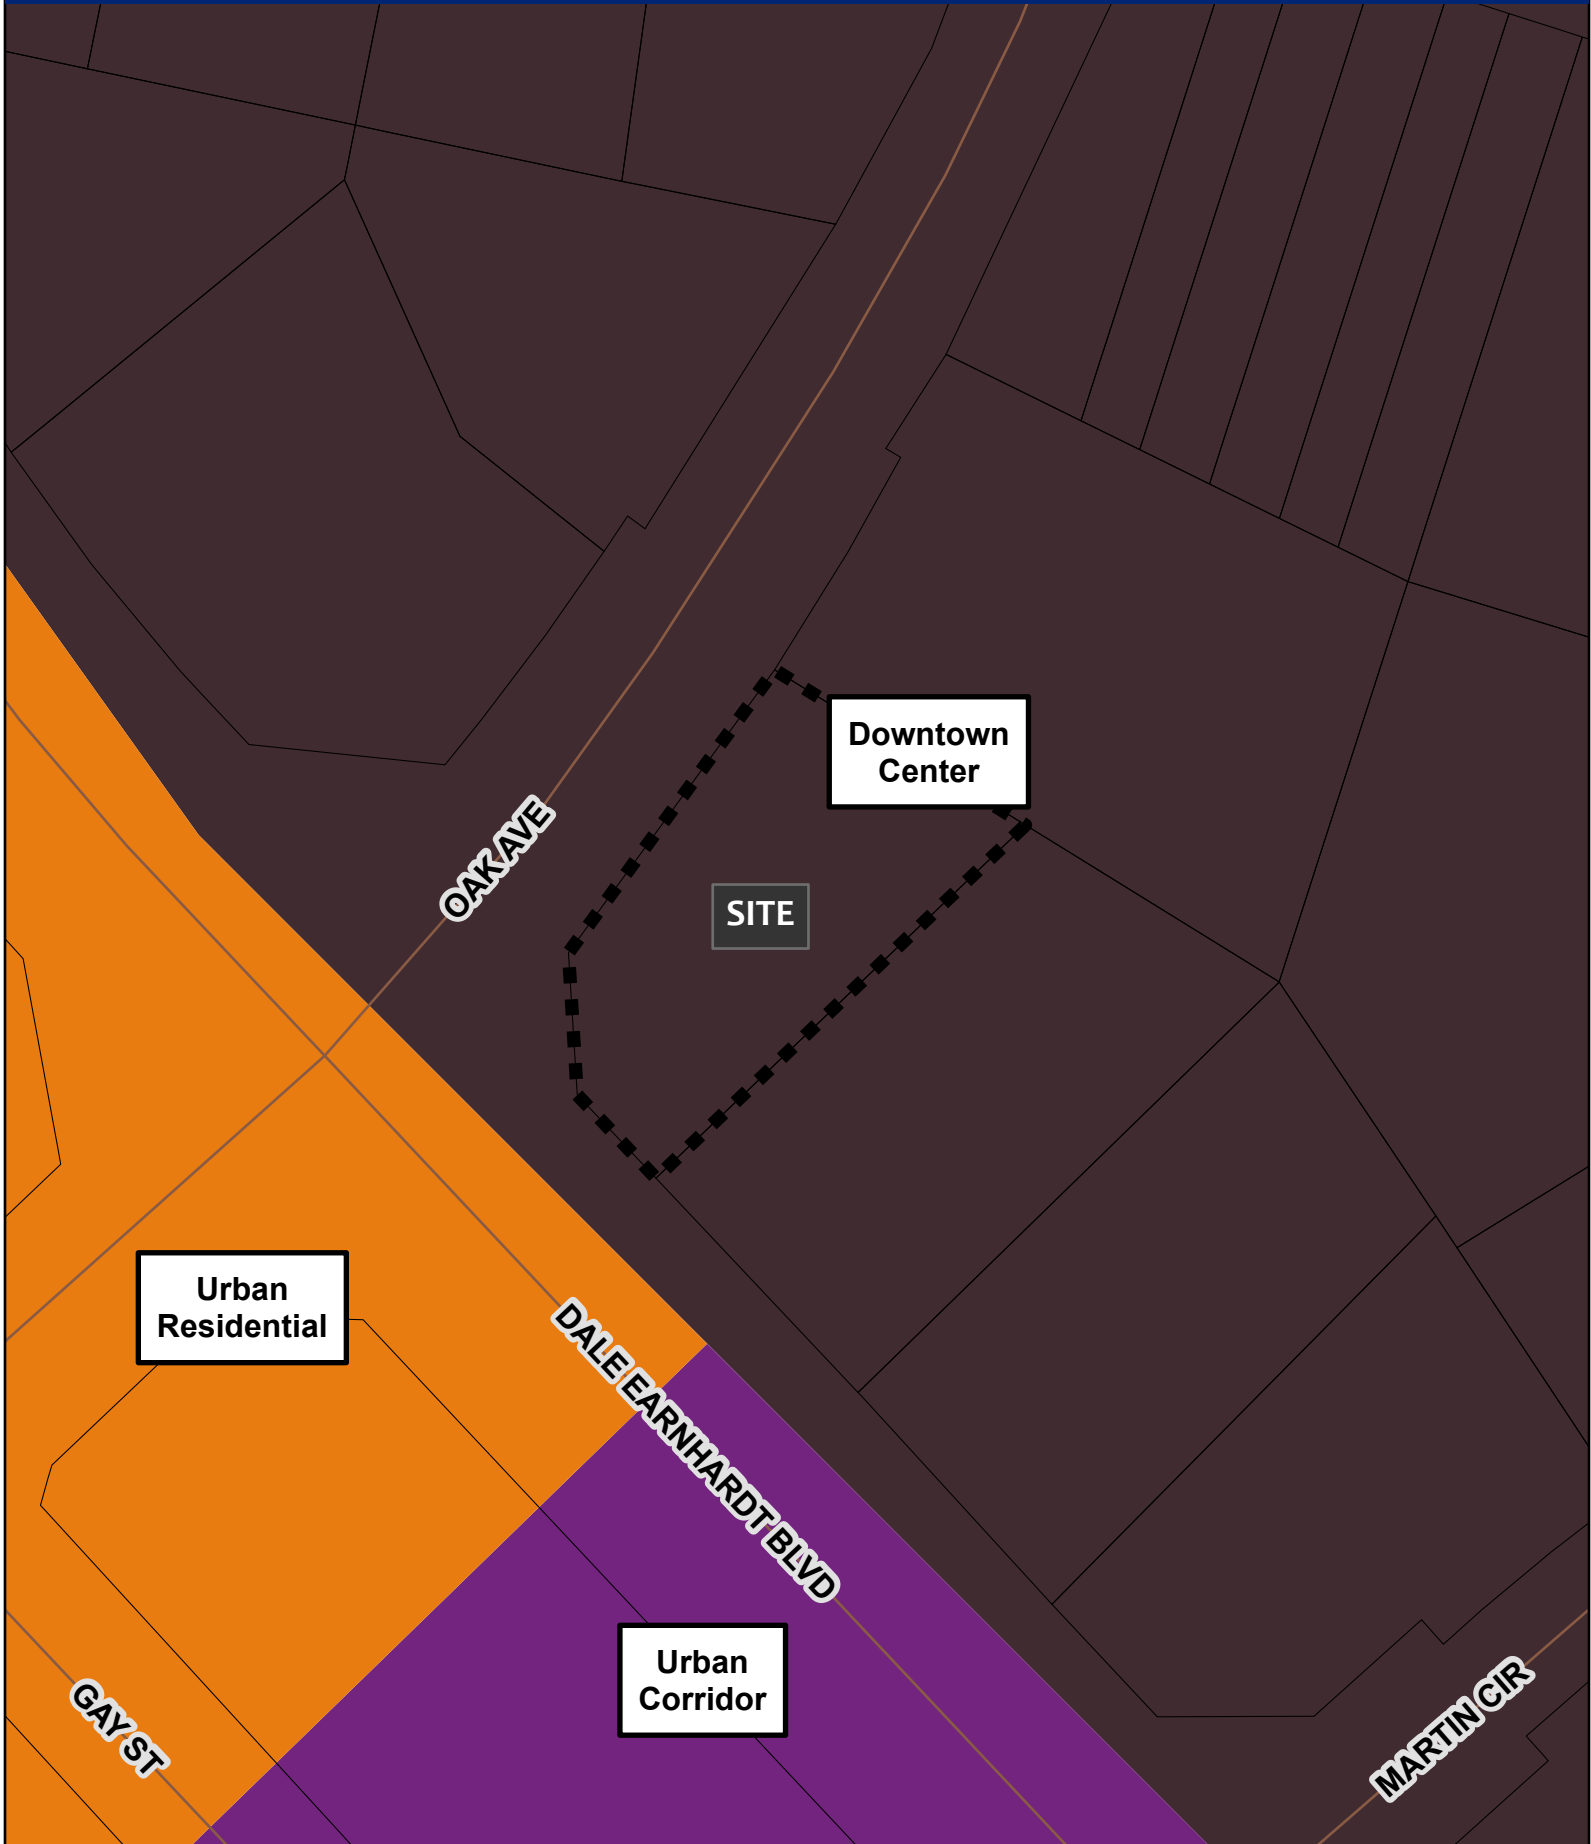 Downtown
Center
OAK AVE
SITE
Urban
Residential
DALE EARNHARDT BLVD
Urban
Corridor
GAY ST
MARTIN CIR